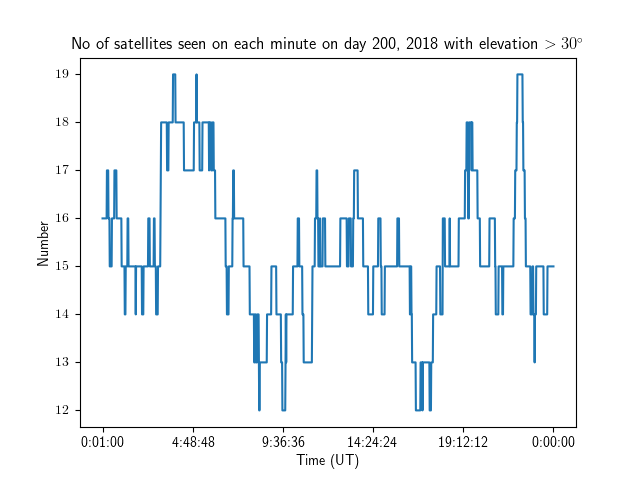 No of satellites seen on each minute on day 200, 2018 with elevation > 30°
19
18
17
16
15
14
13
12
Number
0:01:00 4:48:48 9:36:36 14:24:24 19:12:12 0:00:00
Time (UT)